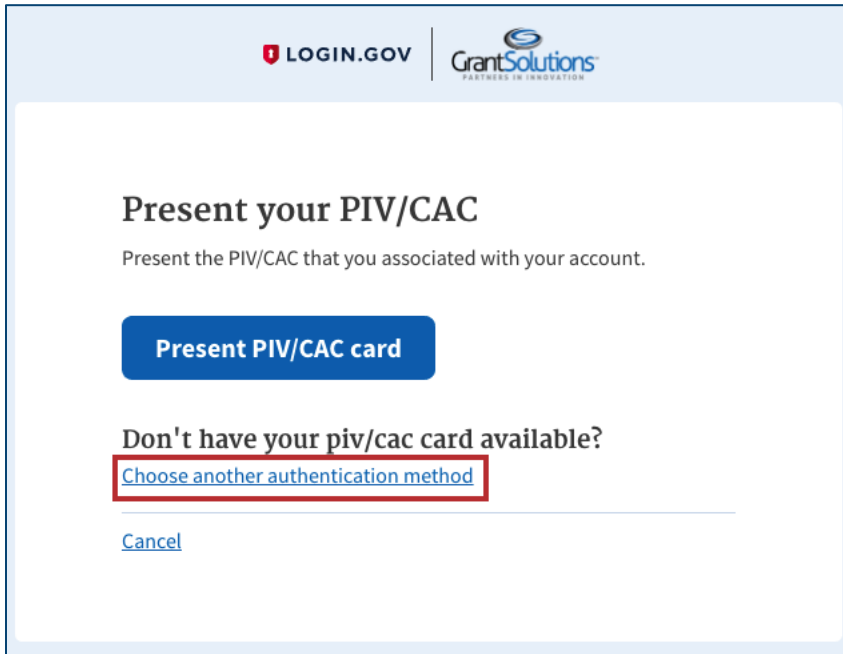 LOGIN.GOV
GrantSolutions
PARTNERS IN INNOVATION
Present your PIV/CAC
Present the PIV/CAC that you associated with your account.
Present PIV/CAC card
Don't have your piv/cac card available?
Choose another authentication method
Cancel